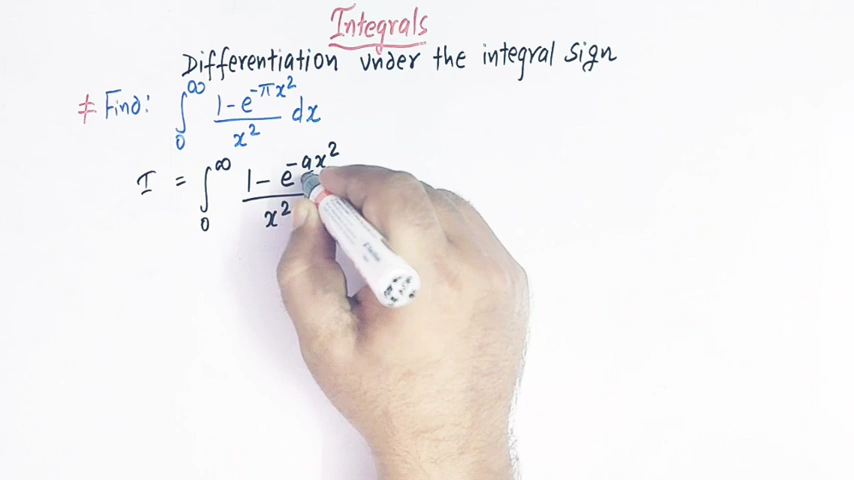 Integrals
Differentiation under the integral sign
# Find: ∫₀^∞ (1-e^(-πx²))/x² dx
I = ∫₀^∞ (1-e^(-ax²))/x²